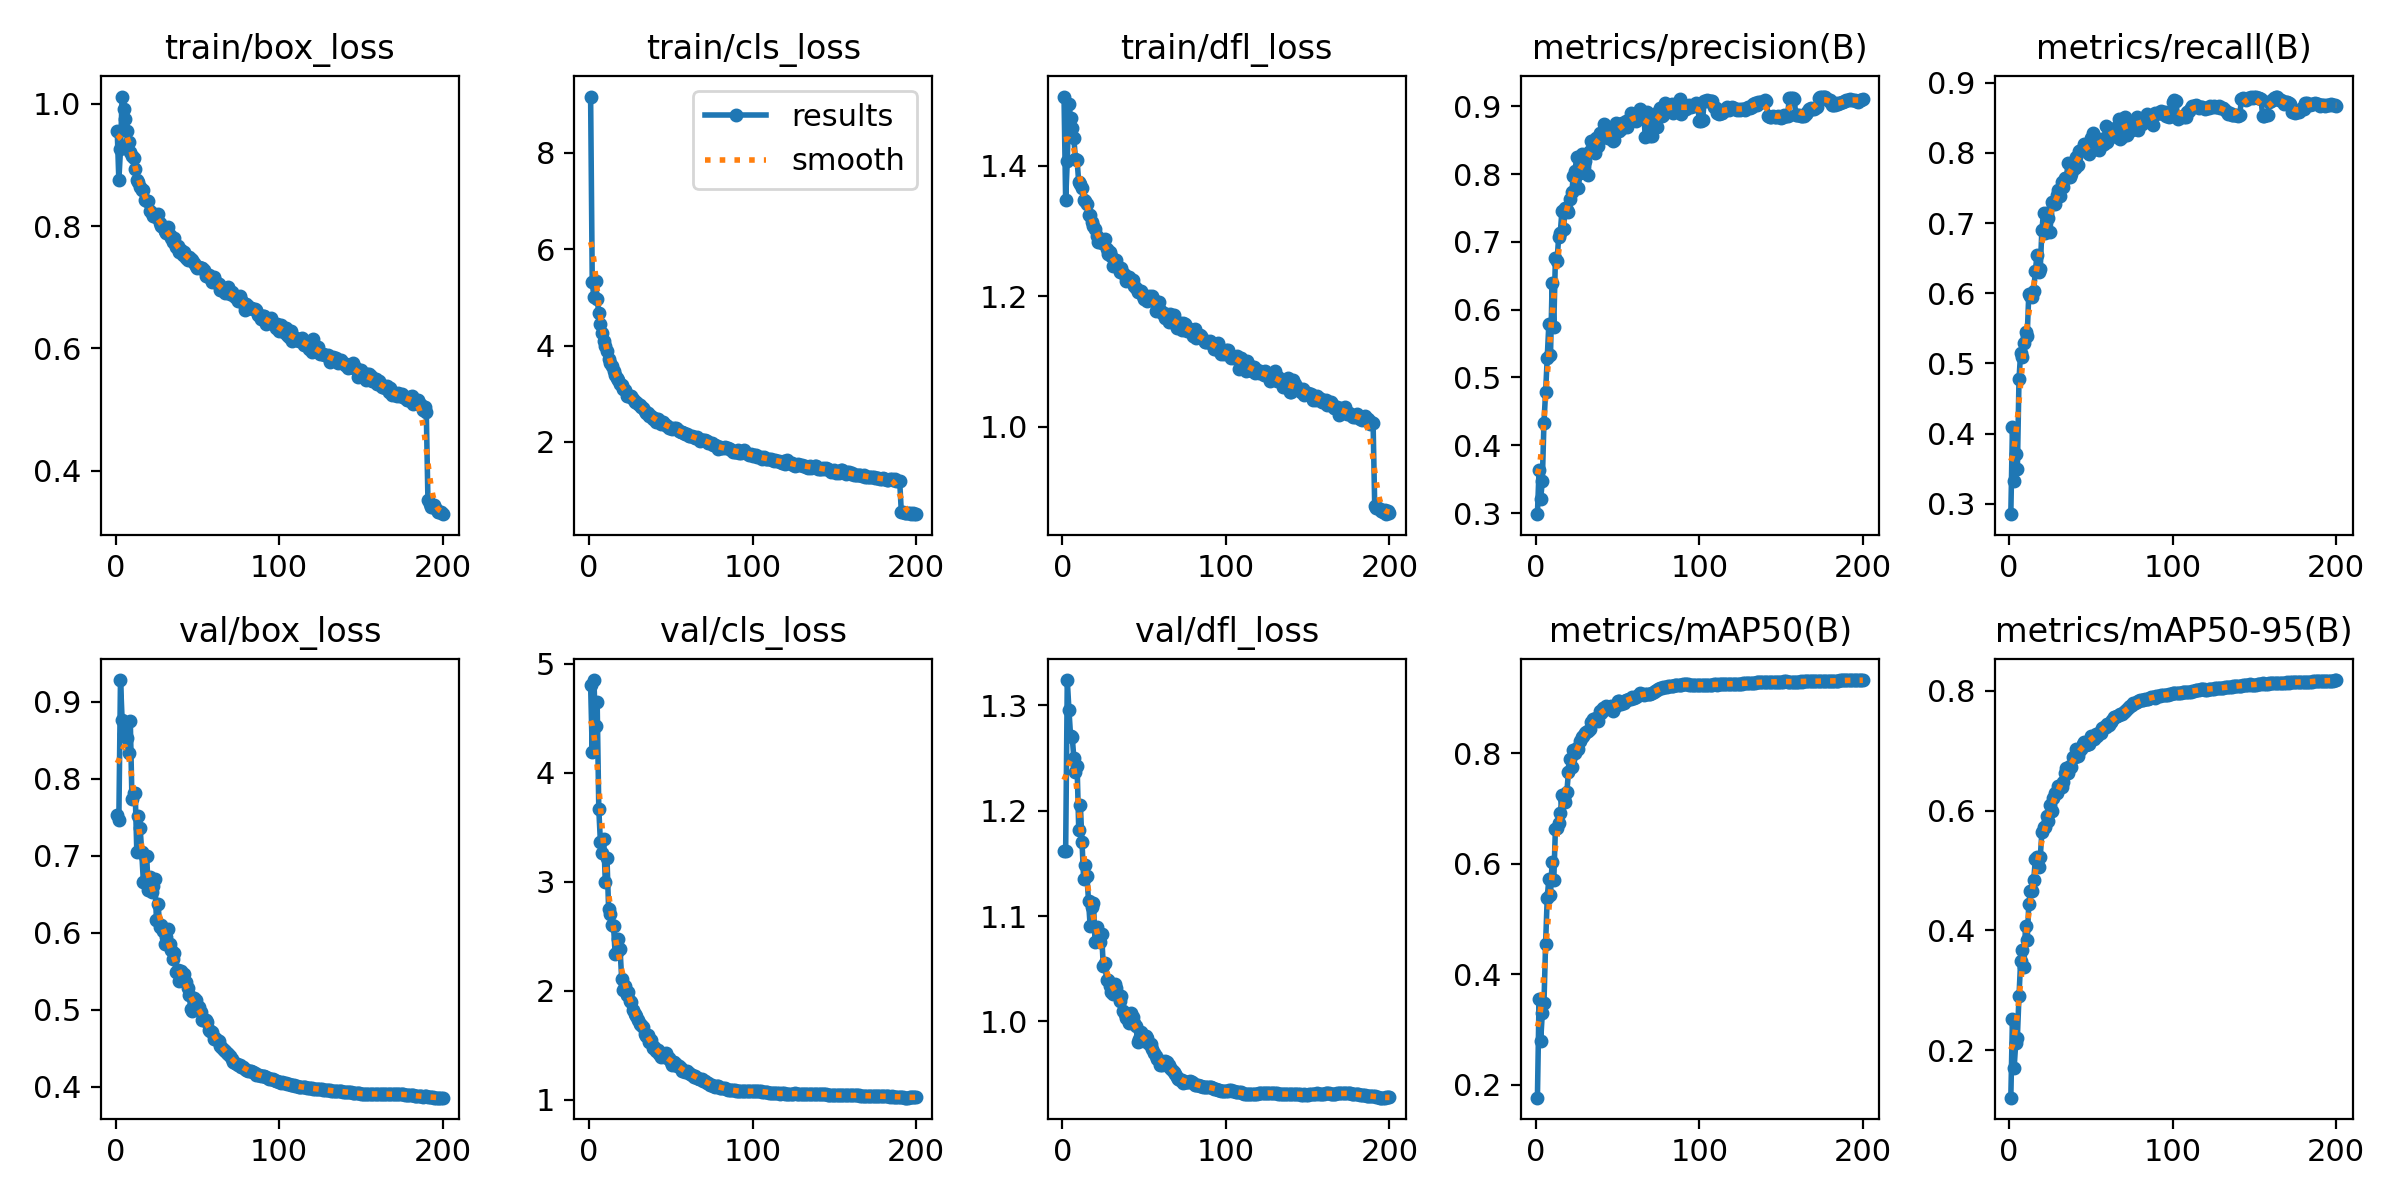 train/box_loss
1.0
0.8
0.6
0.4
0 100 200
train/cls_loss
results
smooth
8
6
4
2
0 100 200
train/dfl_loss
1.4
1.2
1.0
0 100 200
metrics/precision(B)
0.9
0.8
0.7
0.6
0.5
0.4
0.3
0 100 200
metrics/recall(B)
0.9
0.8
0.7
0.6
0.5
0.4
0.3
0 100 200
val/box_loss
0.9
0.8
0.7
0.6
0.5
0.4
0 100 200
val/cls_loss
5
4
3
2
1
0 100 200
val/dfl_loss
1.3
1.2
1.1
1.0
0 100 200
metrics/mAP50(B)
0.8
0.6
0.4
0.2
0 100 200
metrics/mAP50-95(B)
0.8
0.6
0.4
0.2
0 100 200